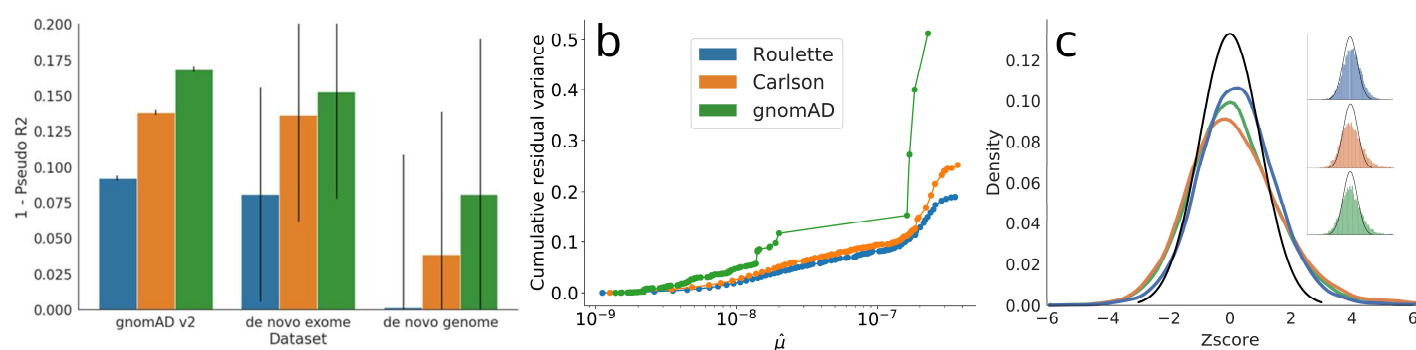 0.200
0.175
0.150
0.125
0.100
0.075
0.050
0.025
0.000
1 - Pseudo R2
gnomAD v2
de novo exome
de novo genome
Dataset
b
Roulette
Carlson
gnomAD
0.5
0.4
0.3
0.2
0.1
0.0
Cumulative residual variance
10⁻⁹
10⁻⁸
10⁻⁷
μ̂
c
0.12
0.10
0.08
0.06
0.04
0.02
0.00
Density
−6
−4
−2
0
2
4
6
Zscore